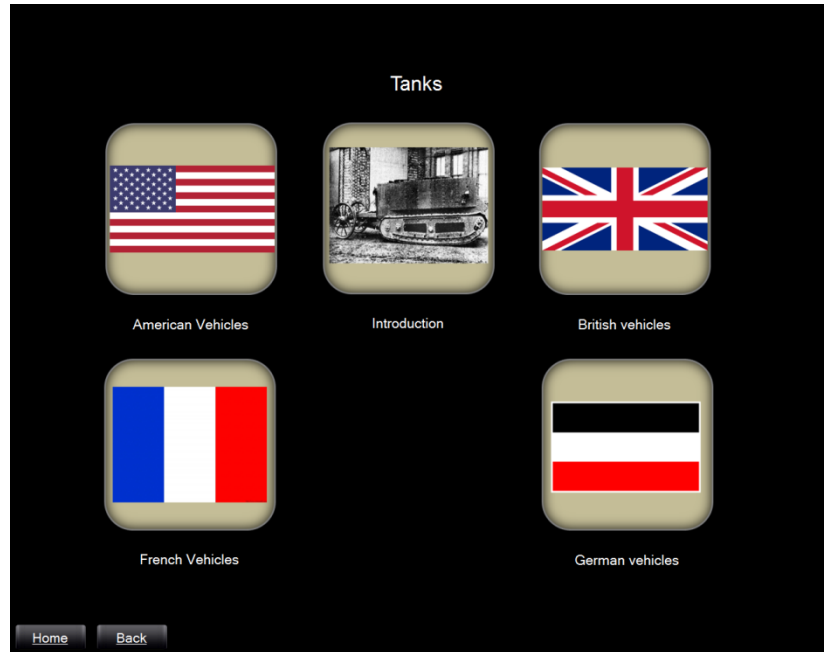 Tanks
American Vehicles
Introduction
British vehicles
French Vehicles
German vehicles
Home
Back